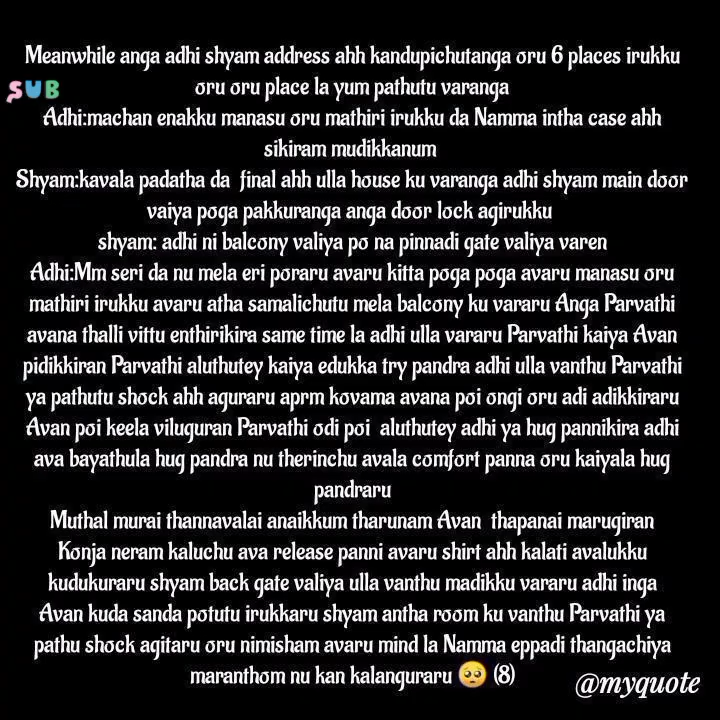 Meanwhile anga adhi shyam address ahh kandupichutanga oru 6 places irukku
SUB
oru oru place la yum pathutu varanga
Adhi:machan enakku manasu oru mathiri irukku da Namma intha case ahh
sikiram mudikkanum
Shyam:kavala padatha da final ahh ulla house ku varanga adhi shyam main door
vaiya poga pakkuranga anga door lock agirukku
shyam: adhi ni balcony valiya po na pinnadi gate valiya varen
Adhi:Mm seri da nu mela eri poraru avaru kitta poga poga avaru manasu oru
mathiri irukku avaru atha samalichutu mela balcony ku vararu Anga Parvathi
avana thalli vittu enthirikira same time la adhi ulla vararu Parvathi kaiya Avan
pidikkiran Parvathi aluthutey kaiya edukka try pandra adhi ulla vanthu Parvathi
ya pathutu shock ahh aguraru aprm kovama avana poi ongi oru adi adikkiraru
Avan poi keela viluguran Parvathi odi poi aluthutey adhi ya hug pannikira adhi
ava bayathula hug pandra nu therinchu avala comfort panna oru kaiyala hug
pandraru
Muthal murai thannavalai anaikkum tharunam Avan thapanai marugiran
Konja neram kaluchu ava release panni avaru shirt ahh kalati avalukku
kudukuraru shyam back gate valiya ulla vanthu madikku vararu adhi inga
Avan kuda sanda potutu irukkaru shyam antha room ku vanthu Parvathi ya
pathu shock agitaru oru nimisham avaru mind la Namma eppadi thangachiya
maranthom nu kan kalanguraru 🥺 (8)
@myquote